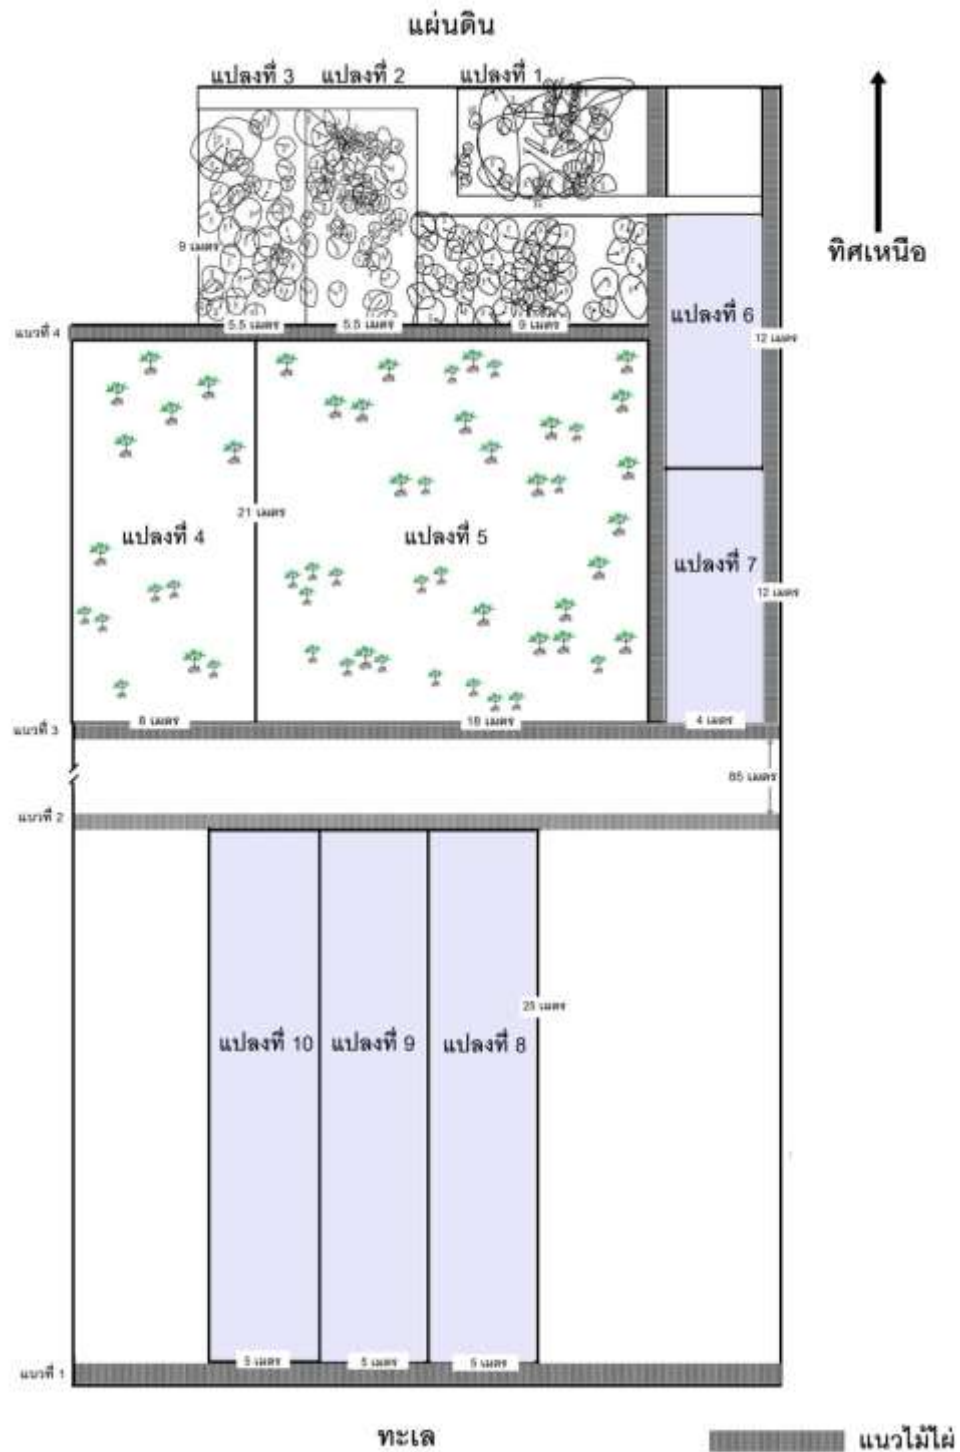 แผ่นดิน
แปลงที่ 3
แปลงที่ 2
แปลงที่ 1
ทิศเหนือ
9 เมตร
แปลงที่ 6
แนวที่ 4
5.5 เมตร
5.5 เมตร
9 เมตร
12 เมตร
21 เมตร
แปลงที่ 4
แปลงที่ 5
แปลงที่ 7
12 เมตร
แนวที่ 3
8 เมตร
18 เมตร
4 เมตร
85 เมตร
แนวที่ 2
25 เมตร
แปลงที่ 10
แปลงที่ 9
แปลงที่ 8
แนวที่ 1
5 เมตร
5 เมตร
5 เมตร
ทะเล
แนวไม้ไผ่